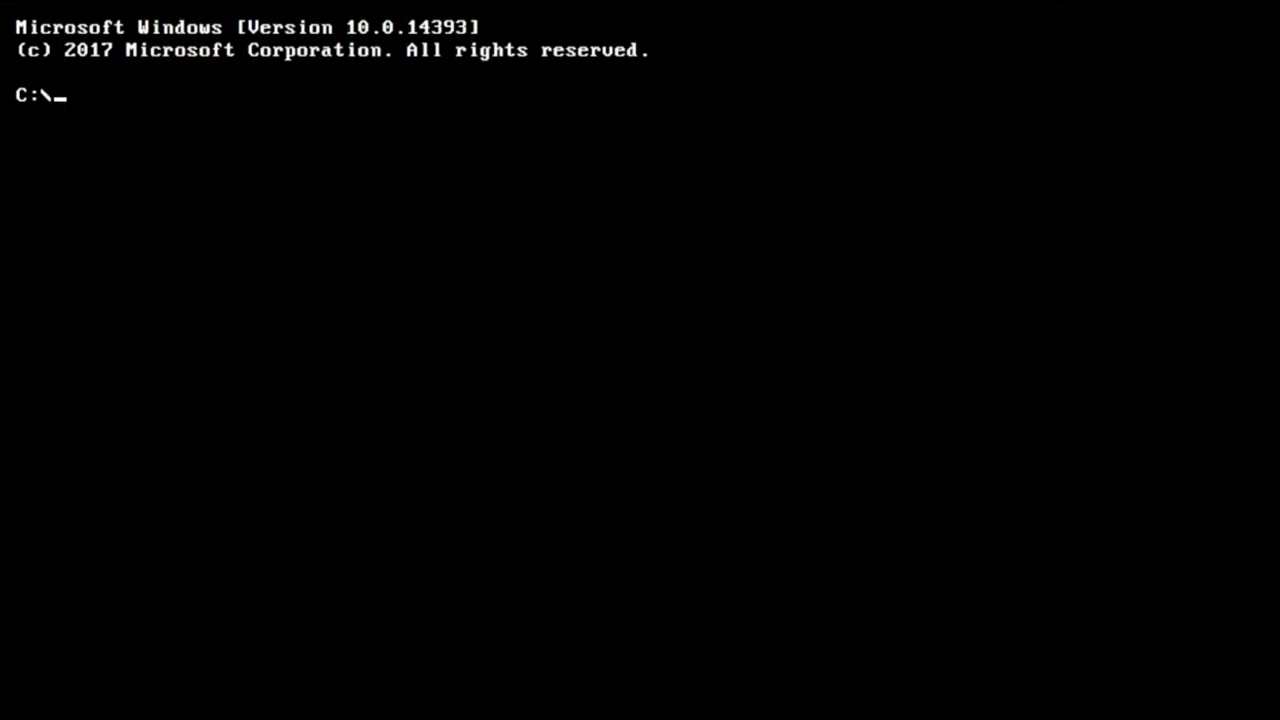 Microsoft Windows [Version 10.0.14393]
(c) 2017 Microsoft Corporation. All rights reserved.
C:\_